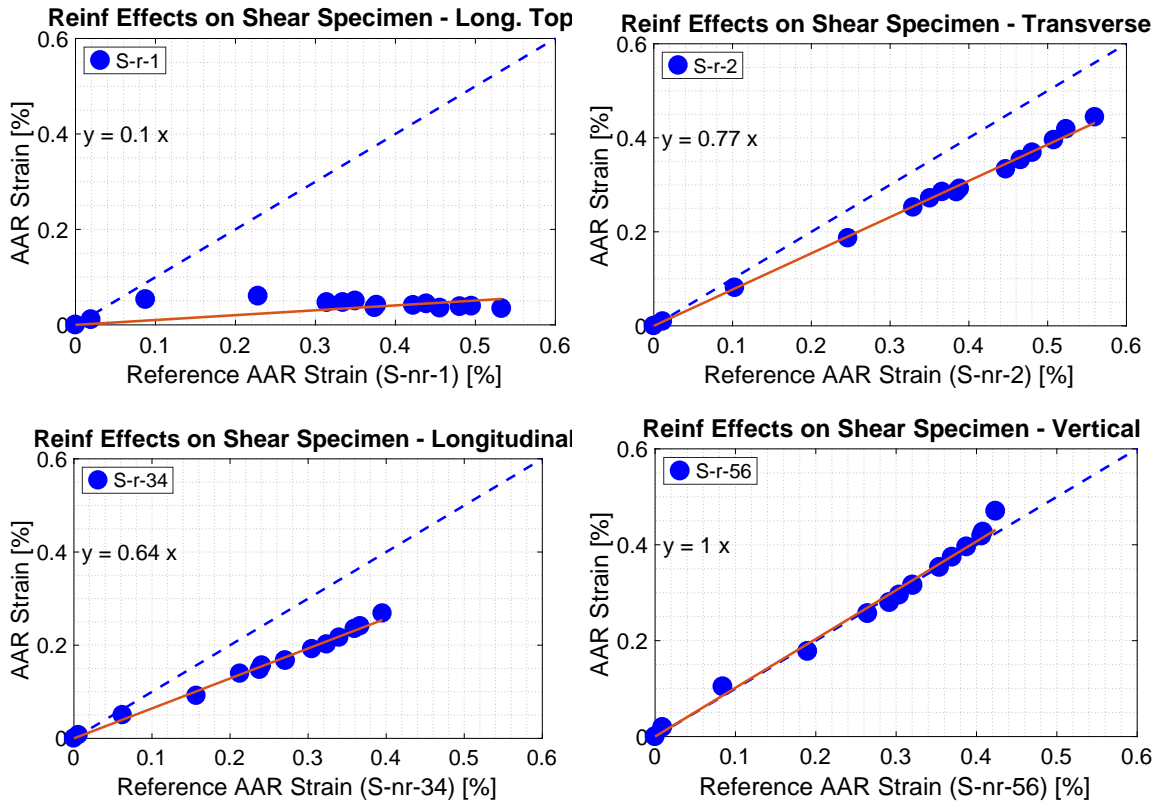 Reinf Effects on Shear Specimen - Long. Top
0.6
0.4
0.2
0
AAR Strain [%]
S-r-1
y = 0.1 x
0 0.1 0.2 0.3 0.4 0.5 0.6
Reference AAR Strain (S-nr-1) [%]
Reinf Effects on Shear Specimen - Transverse
0.6
0.4
0.2
0
AAR Strain [%]
S-r-2
y = 0.77 x
0 0.1 0.2 0.3 0.4 0.5 0.6
Reference AAR Strain (S-nr-2) [%]
Reinf Effects on Shear Specimen - Longitudinal
0.6
0.4
0.2
0
AAR Strain [%]
S-r-34
y = 0.64 x
0 0.1 0.2 0.3 0.4 0.5 0.6
Reference AAR Strain (S-nr-34) [%]
Reinf Effects on Shear Specimen - Vertical
0.6
0.4
0.2
0
AAR Strain [%]
S-r-56
y = 1 x
0 0.1 0.2 0.3 0.4 0.5 0.6
Reference AAR Strain (S-nr-56) [%]